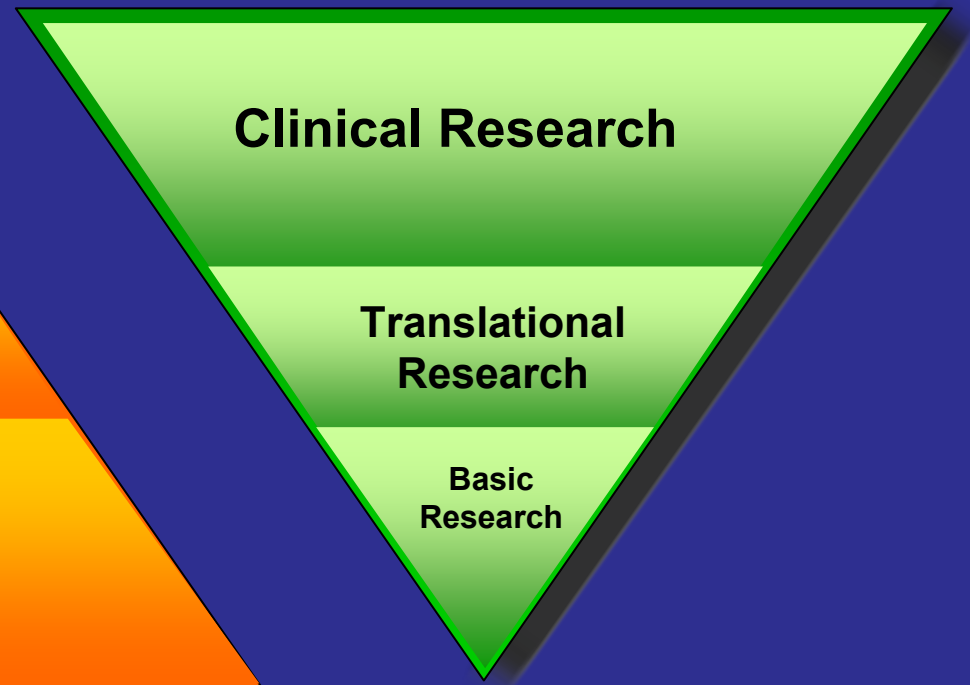 Clinical Research
Translational
Research
Basic
Research